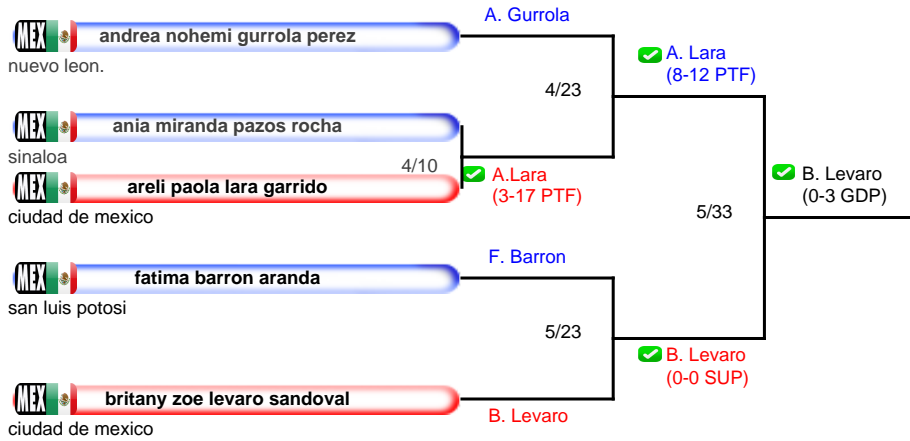 A. Gurrola
MEX andrea nohemi gurrola perez
nuevo leon.
A. Lara
(8-12 PTF)
4/23
MEX ania miranda pazos rocha
sinaloa
4/10
A.Lara
(3-17 PTF)
B. Levaro
(0-3 GDP)
MEX areli paola lara garrido
ciudad de mexico
5/33
F. Barron
MEX fatima barron aranda
san luis potosi
5/23
B. Levaro
(0-0 SUP)
MEX britany zoe levaro sandoval
B. Levaro
ciudad de mexico